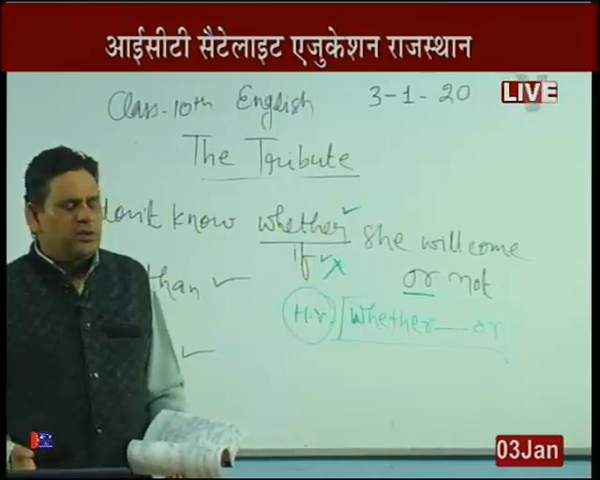 आईसीटी सैटेलाइट एजुकेशन राजस्थान
LIVE
Class-10th English 3-1-20
The Tribute
don't know whether she will come
if or not
than
Whether — or
03Jan